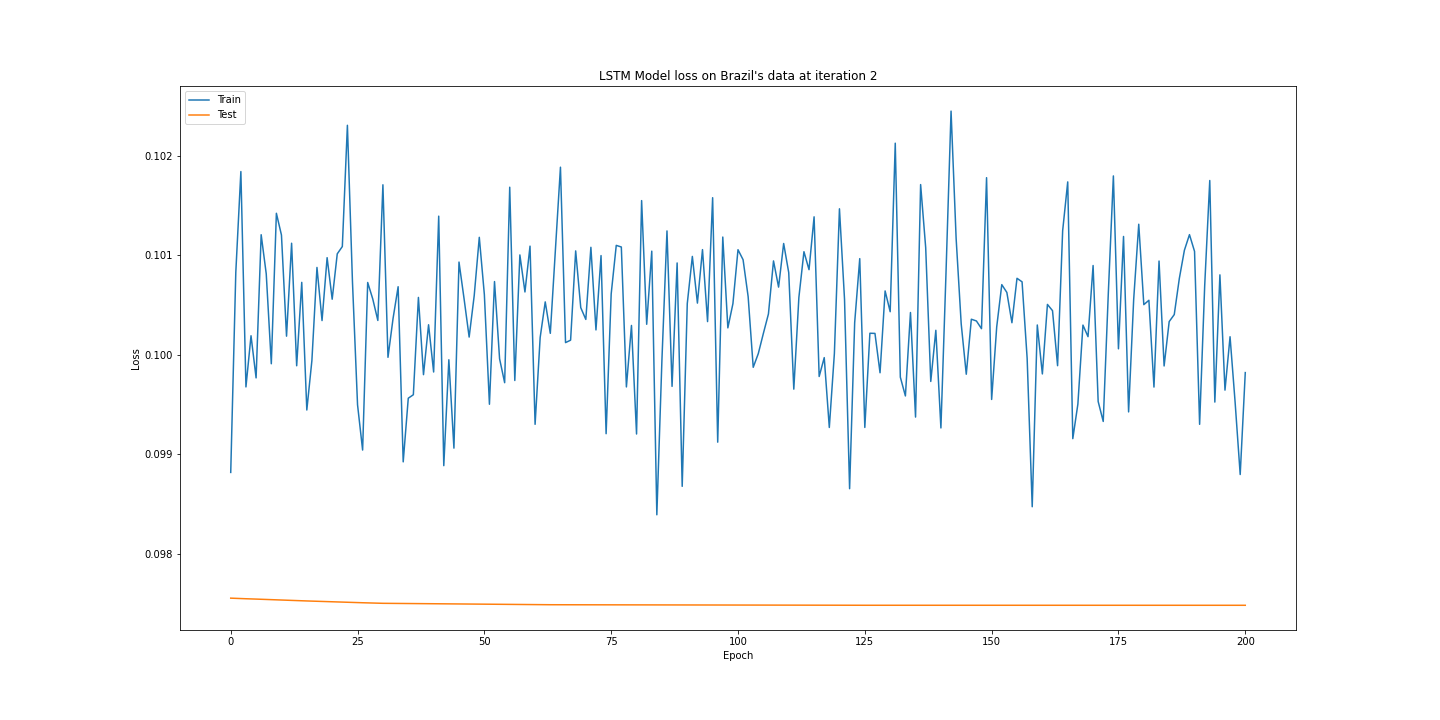 LSTM Model loss on Brazil's data at iteration 2
Train
Test
0.102
0.101
0.100
0.099
0.098
Loss
0 25 50 75 100 125 150 175 200
Epoch